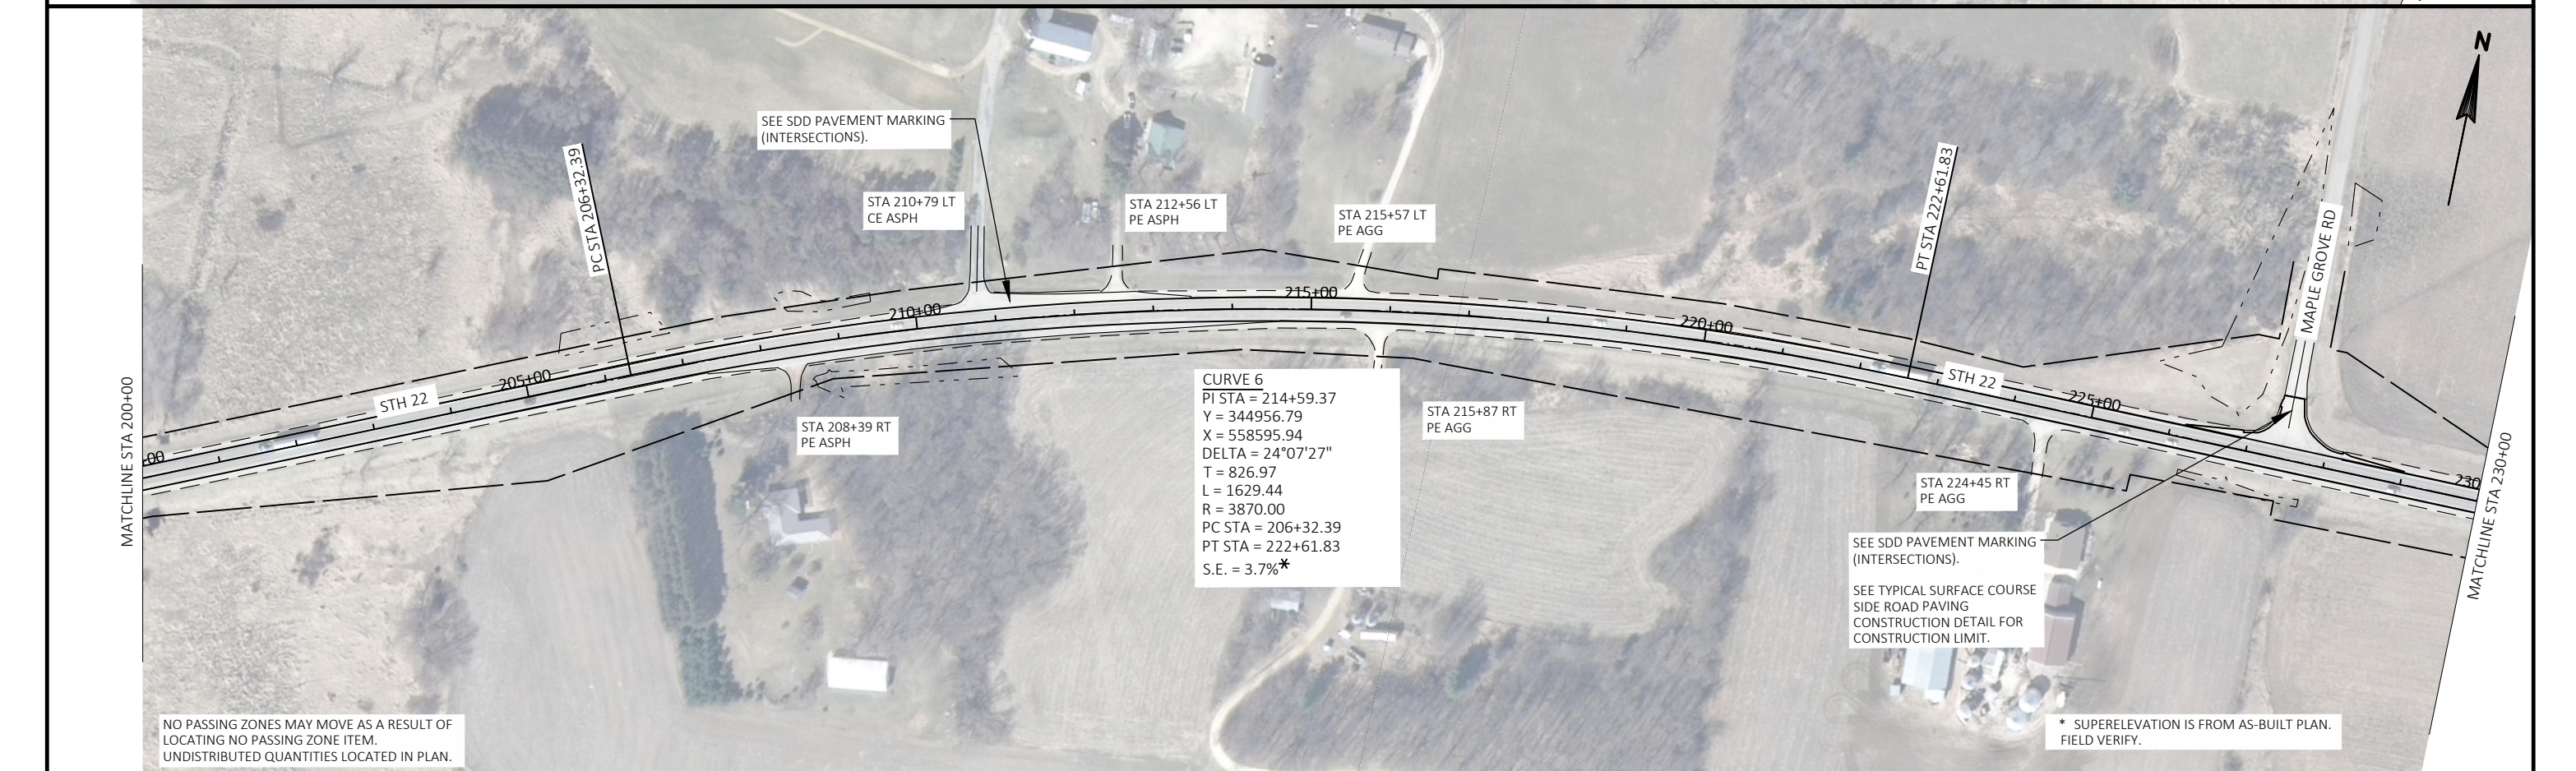 N
SEE SDD PAVEMENT MARKING
(INTERSECTIONS).
PC STA 206+32.39
STA 210+79 LT
CE ASPH
STA 212+56 LT
PE ASPH
STA 215+57 LT
PE AGG
PT STA 222+61.83
MAPLE GROVE RD
MATCHLINE STA 200+00
00
STH 22
205+00
210+00
215+00
220+00
STH 22
225+00
230
MATCHLINE STA 230+00
STA 208+39 RT
PE ASPH
CURVE 6
PI STA = 214+59.37
Y = 344956.79
X = 558595.94
DELTA = 24°07'27"
T = 826.97
L = 1629.44
R = 3870.00
PC STA = 206+32.39
PT STA = 222+61.83
S.E. = 3.7%*
STA 215+87 RT
PE AGG
STA 224+45 RT
PE AGG
SEE SDD PAVEMENT MARKING
(INTERSECTIONS).
SEE TYPICAL SURFACE COURSE
SIDE ROAD PAVING
CONSTRUCTION DETAIL FOR
CONSTRUCTION LIMIT.
NO PASSING ZONES MAY MOVE AS A RESULT OF
LOCATING NO PASSING ZONE ITEM.
UNDISTRIBUTED QUANTITIES LOCATED IN PLAN.
* SUPERELEVATION IS FROM AS-BUILT PLAN.
FIELD VERIFY.